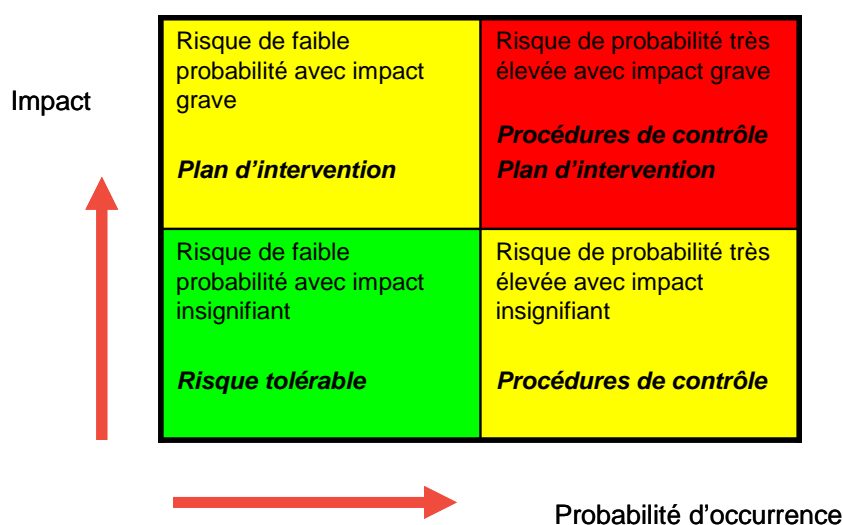 Impact
Risque de faible
probabilité avec impact
grave
Plan d’intervention
Risque de probabilité très
élevée avec impact grave
Procédures de contrôle
Plan d’intervention
Risque de faible
probabilité avec impact
insignifiant
Risque tolérable
Risque de probabilité très
élevée avec impact
insignifiant
Procédures de contrôle
Probabilité d’occurrence